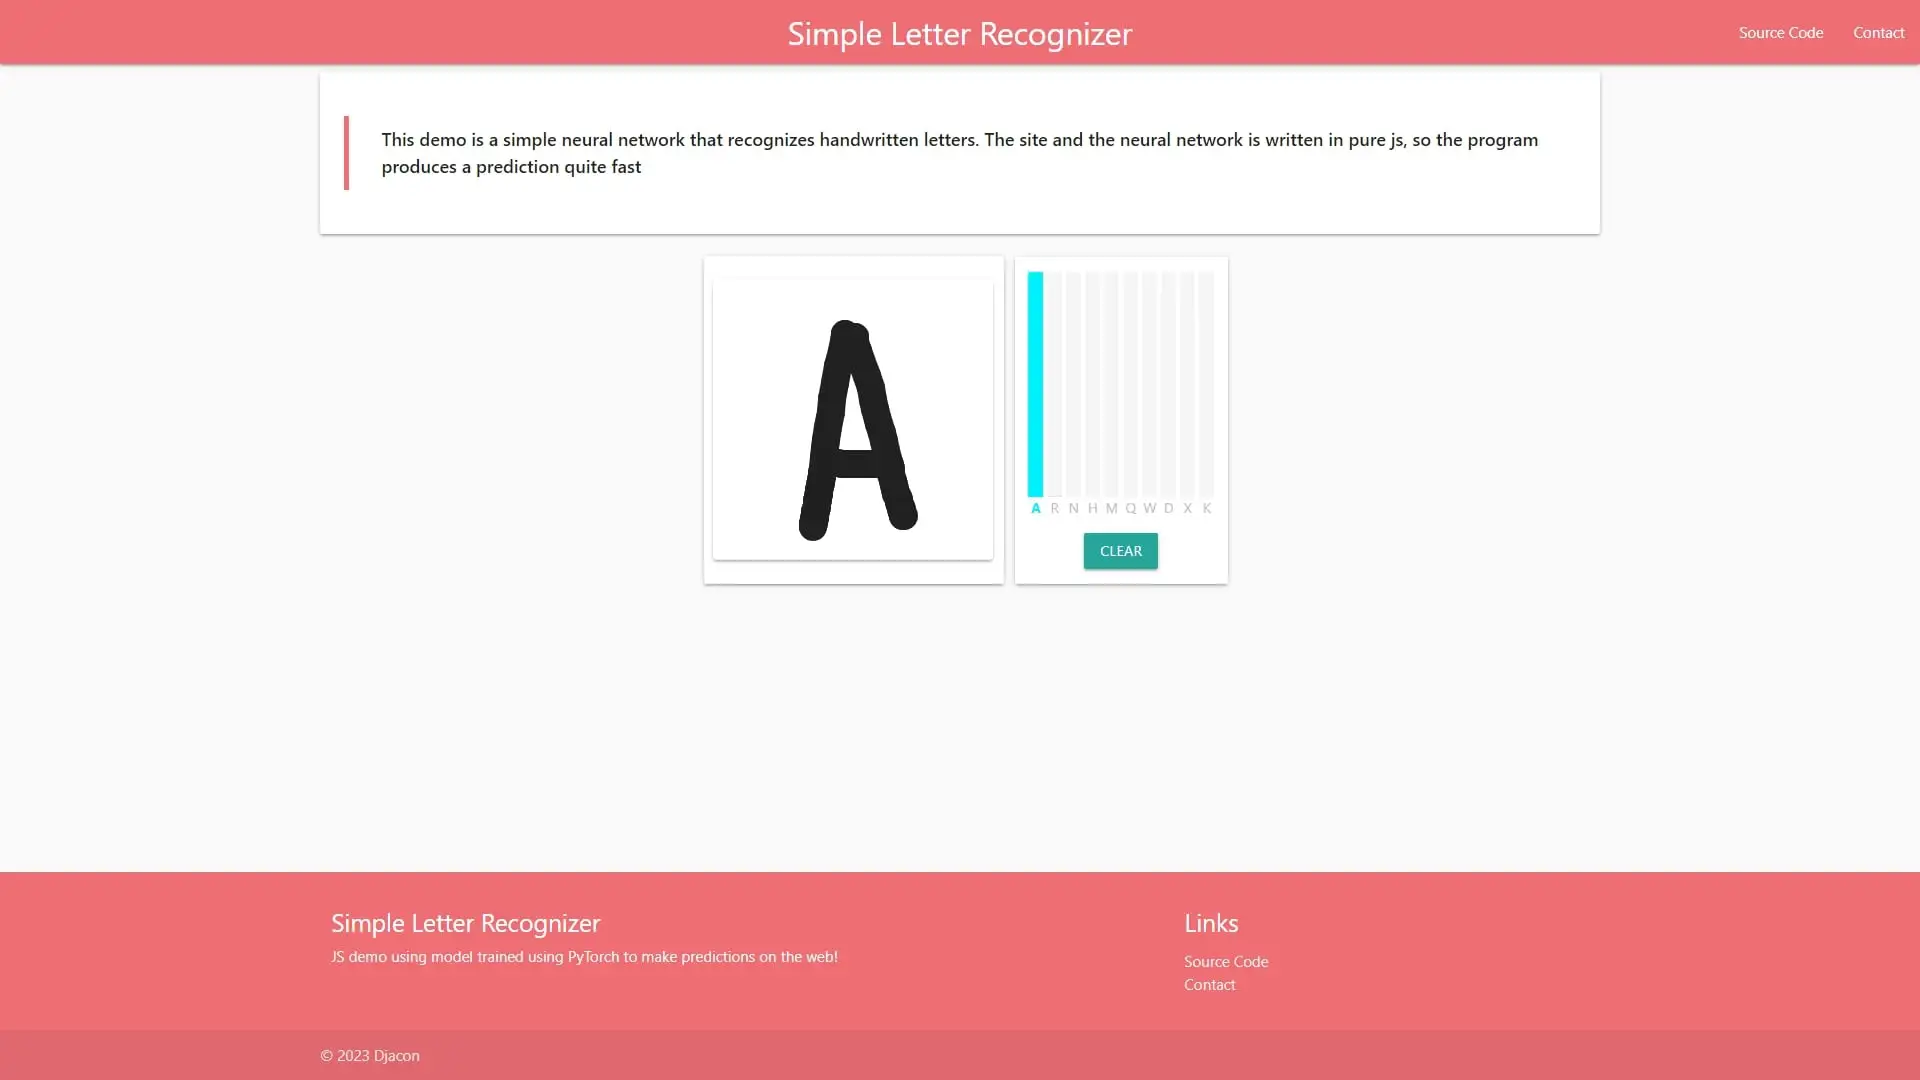 Simple Letter Recognizer
Source Code
Contact
This demo is a simple neural network that recognizes handwritten letters. The site and the neural network is written in pure js, so the program
produces a prediction quite fast
A
A R N H M Q W D X K
CLEAR
Simple Letter Recognizer
JS demo using model trained using PyTorch to make predictions on the web!
Links
Source Code
Contact
© 2023 Djacon